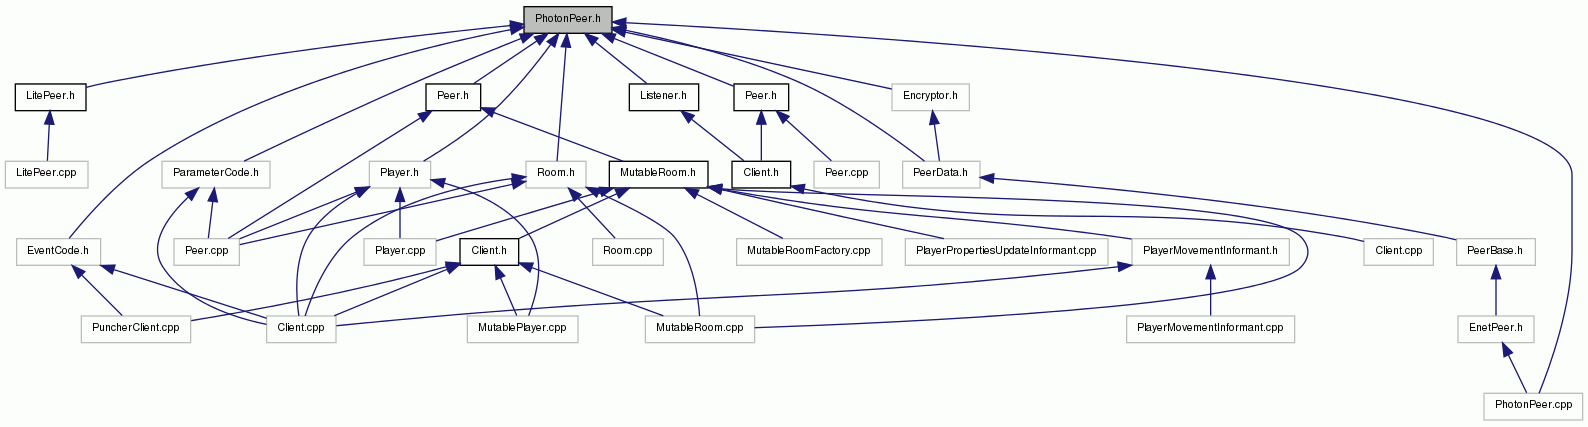 PhotonPeer.h
LitePeer.h
Peer.h
Listener.h
Peer.h
Encryptor.h
LitePeer.cpp
ParameterCode.h
Player.h
Room.h
MutableRoom.h
Client.h
Peer.cpp
PeerData.h
EventCode.h
Peer.cpp
Player.cpp
Client.h
Room.cpp
MutableRoomFactory.cpp
PlayerPropertiesUpdateInformant.cpp
PlayerMovementInformant.h
Client.cpp
PeerBase.h
PuncherClient.cpp
Client.cpp
MutablePlayer.cpp
MutableRoom.cpp
PlayerMovementInformant.cpp
EnetPeer.h
PhotonPeer.cpp